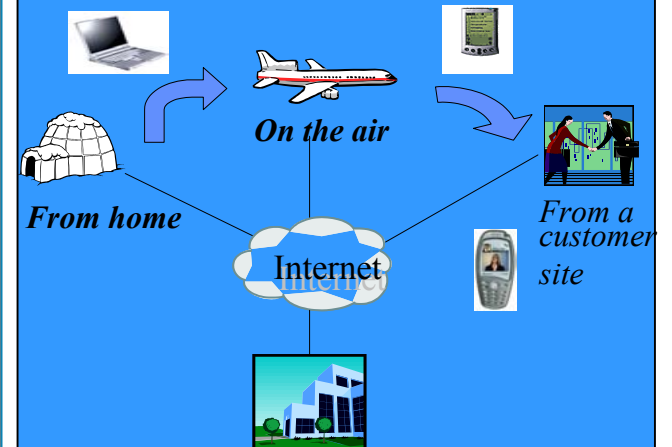 On the air
From home
From a
customer
site
Internet